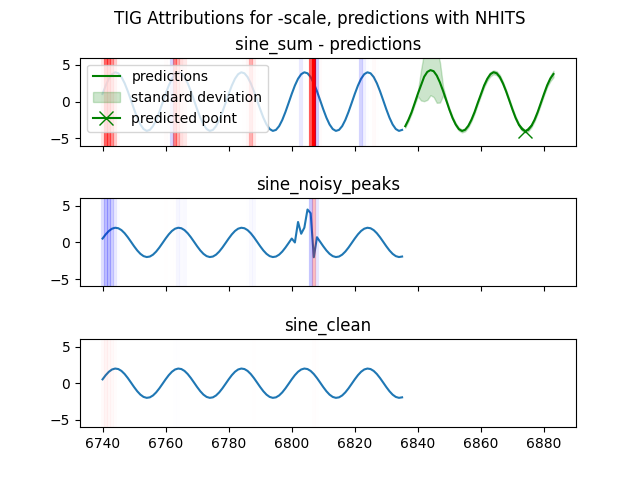 TIG Attributions for -scale, predictions with NHITS
sine_sum - predictions
5
0
−5
predictions
standard deviation
predicted point
sine_noisy_peaks
5
0
−5
sine_clean
5
0
−5
6740 6760 6780 6800 6820 6840 6860 6880